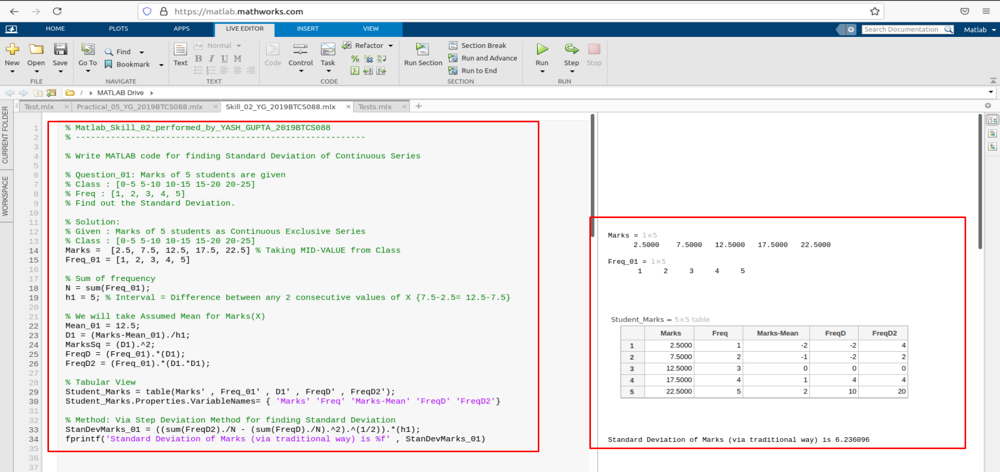 https://matlab.mathworks.com
HOME PLOTS APPS LIVE EDITOR INSERT VIEW Search Documentation Matlab
New Open Save Go To Find Bookmark Text Aa Normal B I U M Code Control Task Refactor Run Section Section Break Run and Advance Run to End Run Step Stop
FILE NAVIGATE TEXT CODE SECTION RUN
/ › MATLAB Drive ›
Test.mlx × Practical_05_YG_2019BTCS088.mlx × Skill_02_YG_2019BTCS088.mlx × Tests.mlx × +
CURRENT FOLDER
WORKSPACE
1 % Matlab_Skill_02_performed_by_YASH_GUPTA_2019BTCS088
2 % ----------------------------------------------------------
3
4 % Write MATLAB code for finding Standard Deviation of Continuous Series
5
6 % Question_01: Marks of 5 students are given
7 % Class : [0-5 5-10 10-15 15-20 20-25]
8 % Freq : [1, 2, 3, 4, 5]
9 % Find out the Standard Deviation.
10
11 % Solution:
12 % Given : Marks of 5 students as Continuous Exclusive Series
13 % Class : [0-5 5-10 10-15 15-20 20-25]
14 Marks =  [2.5, 7.5, 12.5, 17.5, 22.5] % Taking MID-VALUE from Class
15 Freq_01 = [1, 2, 3, 4, 5]
16
17 % Sum of frequency
18 N = sum(Freq_01);
19 h1 = 5; % Interval = Difference between any 2 consecutive values of X {7.5-2.5= 12.5-7.5}
20
21 % We will take Assumed Mean for Marks(X)
22 Mean_01 = 12.5;
23 D1 = (Marks-Mean_01)./h1;
24 MarksSq = (D1).^2;
25 FreqD = (Freq_01).*(D1);
26 FreqD2 = (Freq_01).*(D1.*D1);
27
28 % Tabular View
29 Student_Marks = table(Marks' , Freq_01' , D1' , FreqD' , FreqD2');
30 Student_Marks.Properties.VariableNames= { 'Marks' 'Freq' 'Marks-Mean' 'FreqD' 'FreqD2'}
31
32 % Method: Via Step Deviation Method for finding Standard Deviation
33 StanDevMarks_01 = ((sum(FreqD2)./N - (sum(FreqD)./N).^2).^(1/2)).*(h1);
34 fprintf('Standard Deviation of Marks (via traditional way) is %f' , StanDevMarks_01)
35
36
37
Marks = 1×5
2.5000 7.5000 12.5000 17.5000 22.5000
Freq_01 = 1×5
1 2 3 4 5
Student_Marks = 5×5 table
Marks Freq Marks-Mean FreqD FreqD2
1 2.5000 1 -2 -2 4
2 7.5000 2 -1 -2 2
3 12.5000 3 0 0 0
4 17.5000 4 1 4 4
5 22.5000 5 2 10 20
Standard Deviation of Marks (via traditional way) is 6.236096